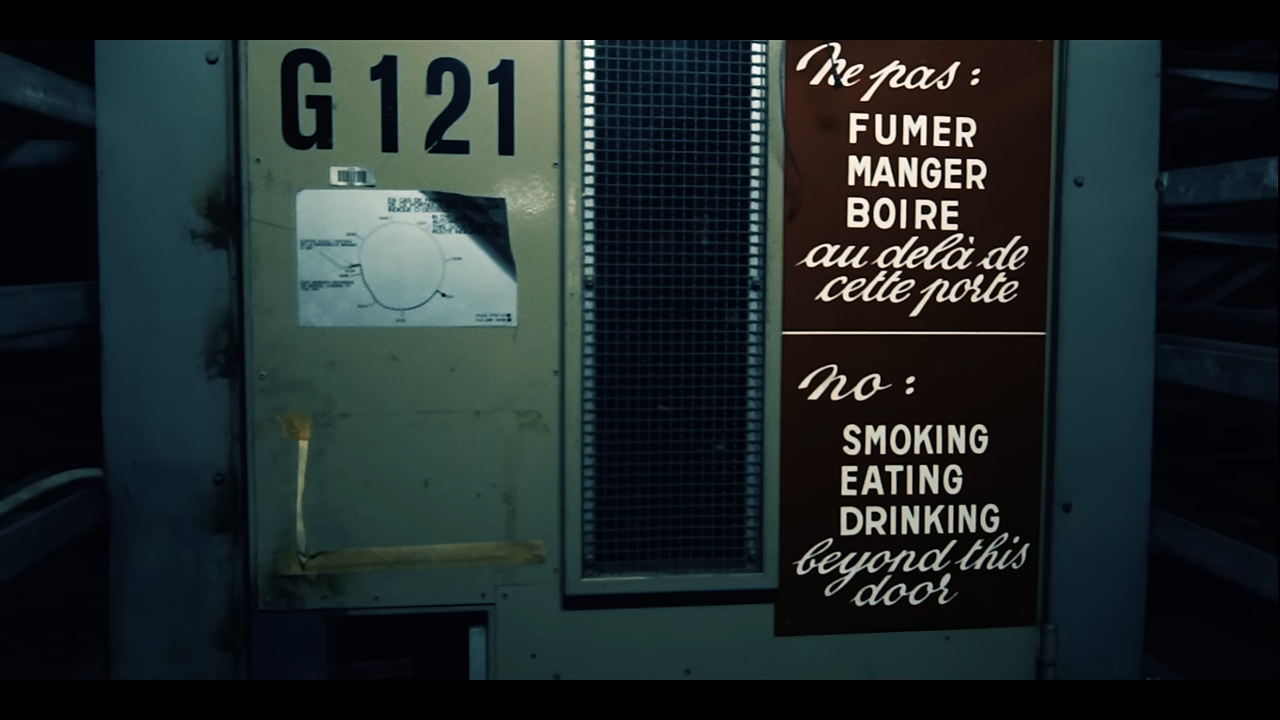 G 121
Ne pas :
FUMER
MANGER
BOIRE
au delà de
cette porte
no :
SMOKING
EATING
DRINKING
beyond this
door